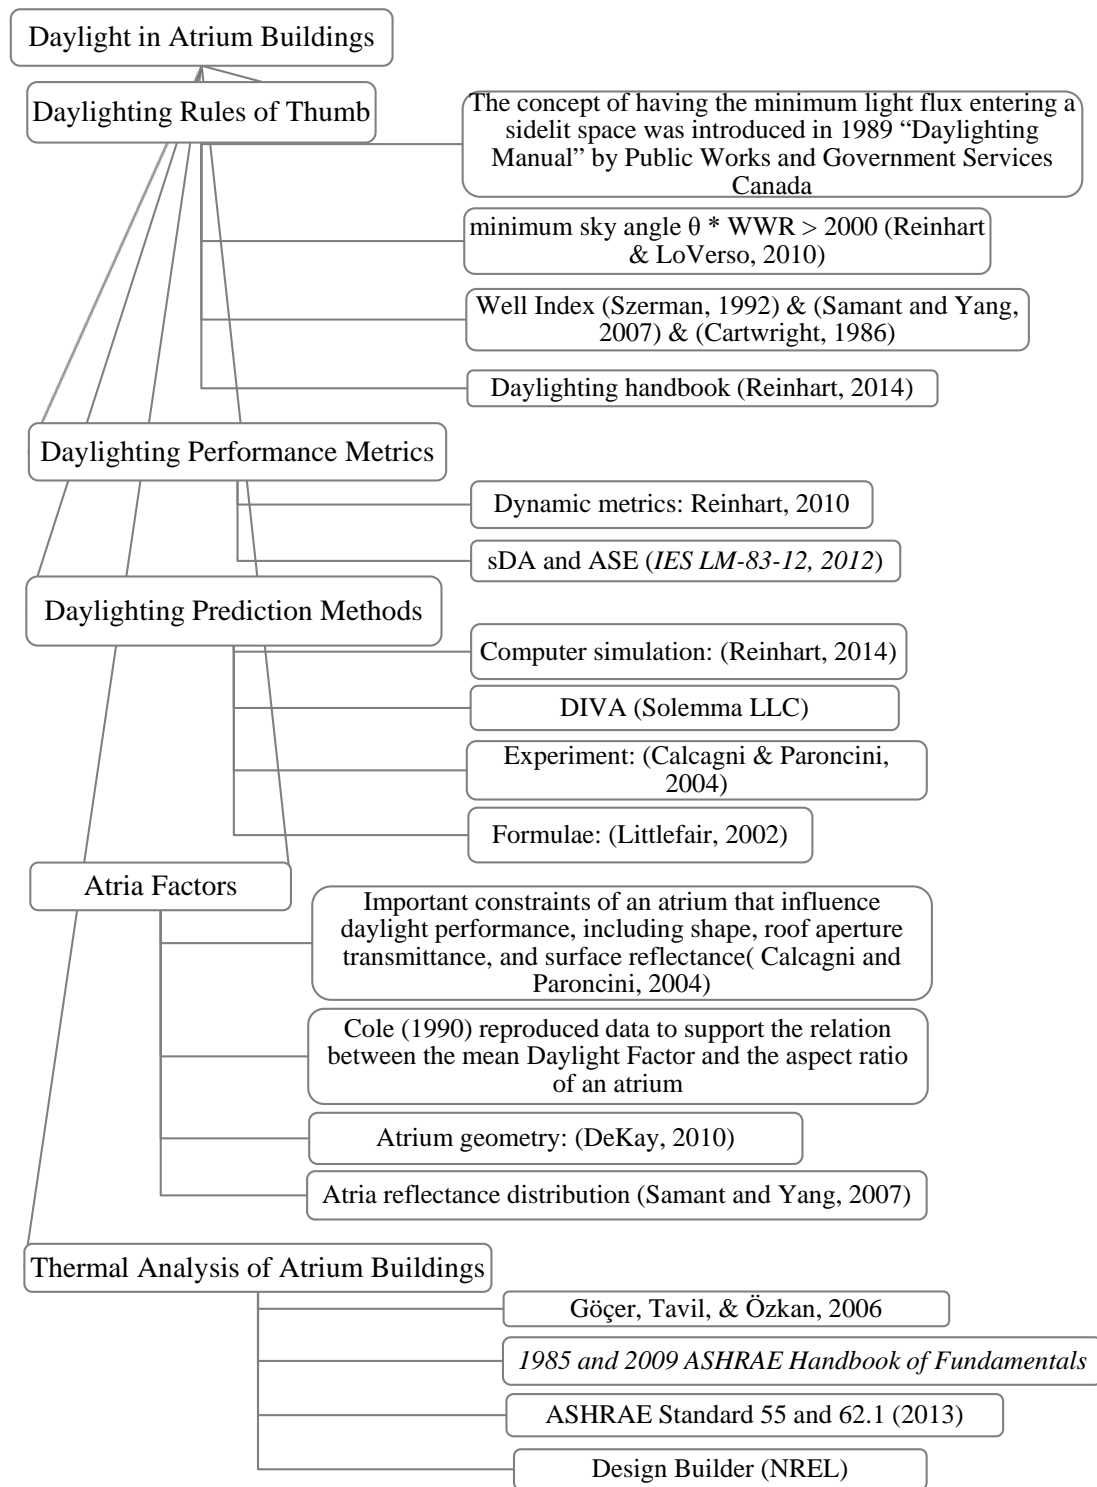 Daylight in Atrium Buildings
Daylighting Rules of Thumb
The concept of having the minimum light flux entering a
sidelit space was introduced in 1989 “Daylighting
Manual” by Public Works and Government Services
Canada
minimum sky angle θ * WWR > 2000 (Reinhart
& LoVerso, 2010)
Well Index (Szerman, 1992) & (Samant and Yang,
2007) & (Cartwright, 1986)
Daylighting handbook (Reinhart, 2014)
Daylighting Performance Metrics
Dynamic metrics: Reinhart, 2010
sDA and ASE (IES LM-83-12, 2012)
Daylighting Prediction Methods
Computer simulation: (Reinhart, 2014)
DIVA (Solemma LLC)
Experiment: (Calcagni & Paroncini,
2004)
Formulae: (Littlefair, 2002)
Atria Factors
Important constraints of an atrium that influence
daylight performance, including shape, roof aperture
transmittance, and surface reflectance( Calcagni and
Paroncini, 2004)
Cole (1990) reproduced data to support the relation
between the mean Daylight Factor and the aspect ratio
of an atrium
Atrium geometry: (DeKay, 2010)
Atria reflectance distribution (Samant and Yang, 2007)
Thermal Analysis of Atrium Buildings
Göçer, Tavil, & Özkan, 2006
1985 and 2009 ASHRAE Handbook of Fundamentals
ASHRAE Standard 55 and 62.1 (2013)
Design Builder (NREL)